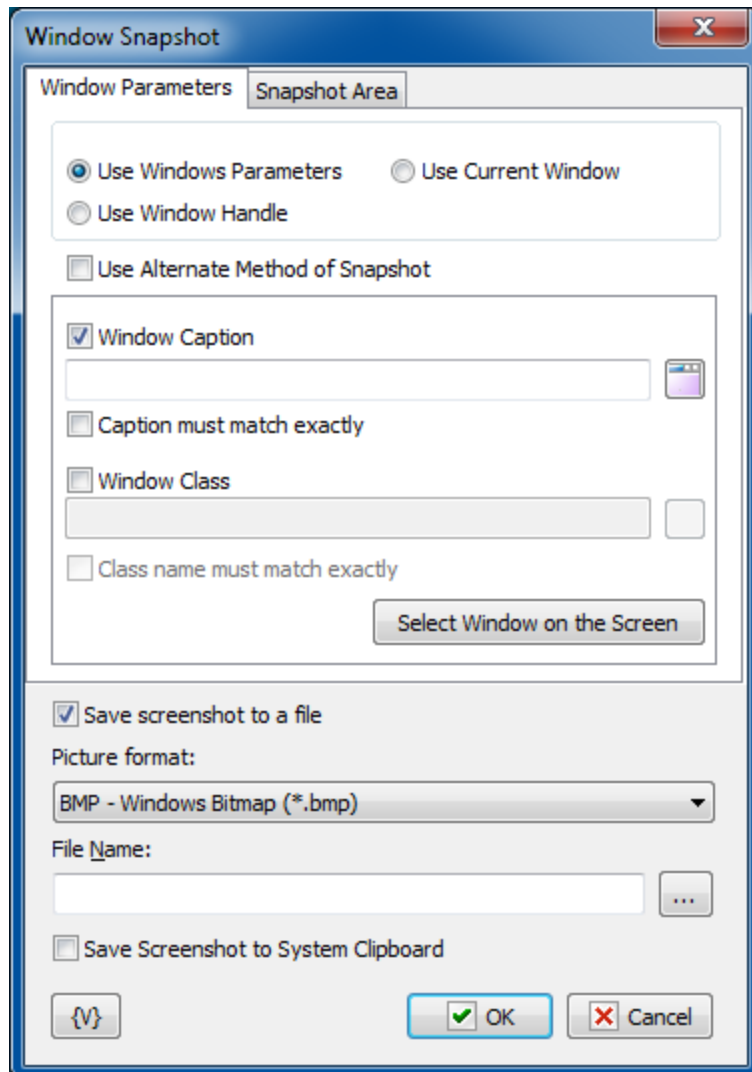 Window Snapshot
Window Parameters Snapshot Area
Use Windows Parameters Use Current Window
Use Window Handle
Use Alternate Method of Snapshot
Window Caption
Caption must match exactly
Window Class
Class name must match exactly
Select Window on the Screen
Save screenshot to a file
Picture format:
BMP - Windows Bitmap (*.bmp)
File Name:
...
Save Screenshot to System Clipboard
{V} OK Cancel